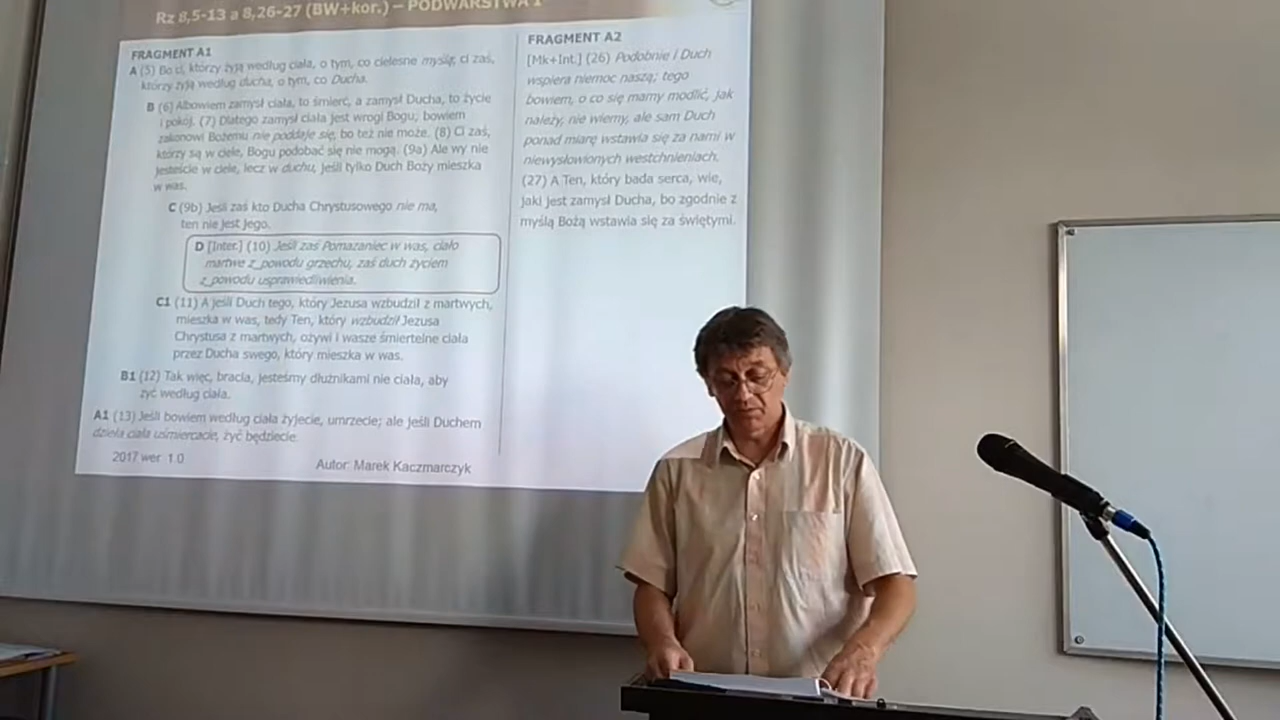 Rz 8,5-13 a 8,26-27 (BW+kor.) – PODWARSTWA 1
FRAGMENT A1
A (5) Bo ci, którzy żyją według ciała, o tym, co cielesne myślą; ci zaś,
którzy żyją według ducha, o tym, co Ducha.
B (6) Albowiem zamysł ciała, to śmierć, a zamysł Ducha, to życie
i pokój. (7) Dlatego zamysł ciała jest wrogi Bogu; bowiem
zakonowi Bożemu nie poddaje się, bo też nie może. (8) Ci zaś,
którzy są w ciele, Bogu podobać się nie mogą. (9a) Ale wy nie
jesteście w ciele, lecz w duchu, jeśli tylko Duch Boży mieszka
w was.
C (9b) Jeśli zaś kto Ducha Chrystusowego nie ma,
ten nie jest jego.
D [Inter.] (10) Jeśli zaś Pomazaniec w was, ciało
martwe z_powodu grzechu, zaś duch życiem
z_powodu usprawiedliwienia.
C1 (11) A jeśli Duch tego, który Jezusa wzbudził z martwych,
mieszka w was, tedy Ten, który wzbudził Jezusa
Chrystusa z martwych, ożywi i wasze śmiertelne ciała
przez Ducha swego, który mieszka w was.
B1 (12) Tak więc, bracia, jesteśmy dłużnikami nie ciała, aby
żyć według ciała.
A1 (13) Jeśli bowiem według ciała żyjecie, umrzecie; ale jeśli Duchem
dzieła ciała uśmiercacie, żyć będziecie.
2017 wer. 1.0
Autor: Marek Kaczmarczyk
FRAGMENT A2
[Mk+Int.] (26) Podobnie i Duch
wspiera niemoc naszą; tego
bowiem, o co się mamy modlić, jak
należy, nie wiemy, ale sam Duch
ponad miarę wstawia się za nami w
niewysłowionych westchnieniach.
(27) A Ten, który bada serca, wie,
jaki jest zamysł Ducha, bo zgodnie z
myślą Bożą wstawia się za świętymi.